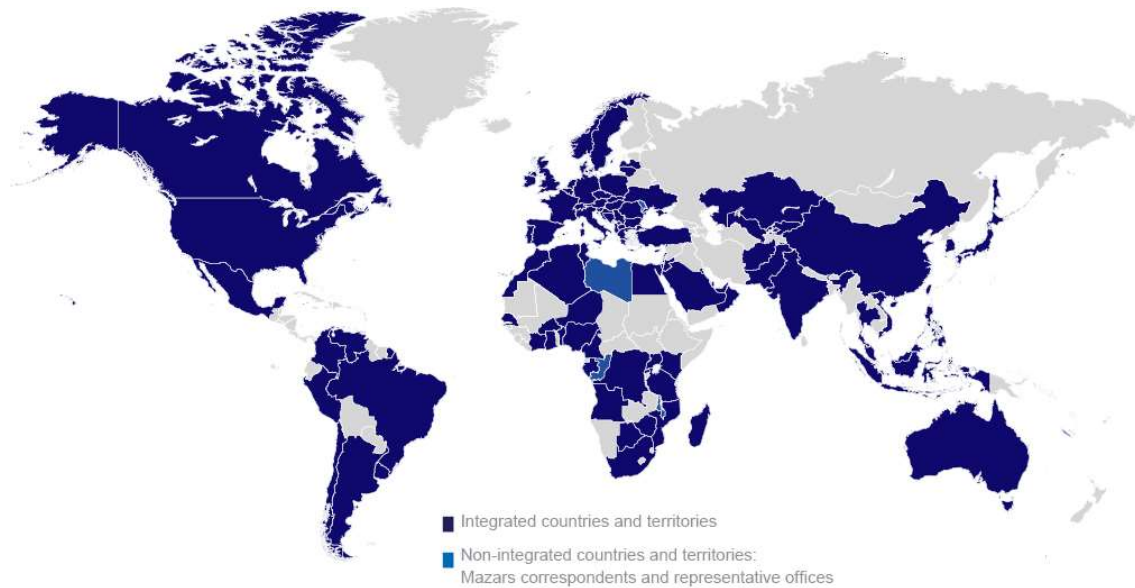 Integrated countries and territories
Non-integrated countries and territories:
Mazars correspondents and representative offices